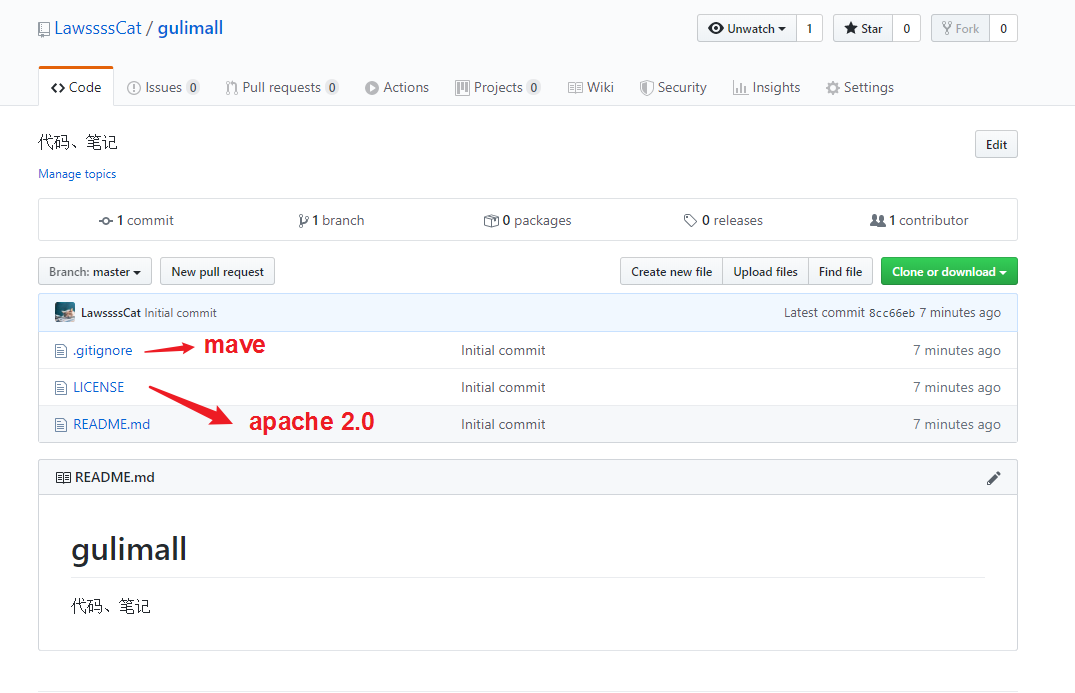 LawssssCat / gulimall
Unwatch 1 Star 0 Fork 0
Code Issues 0 Pull requests 0 Actions Projects 0 Wiki Security Insights Settings
代码、笔记
Edit
Manage topics
1 commit 1 branch 0 packages 0 releases 1 contributor
Branch: master New pull request Create new file Upload files Find file Clone or download
LawssssCat Initial commit Latest commit 8cc66eb 7 minutes ago
.gitignore mave Initial commit 7 minutes ago
LICENSE Initial commit 7 minutes ago
apache 2.0
README.md Initial commit 7 minutes ago
README.md
gulimall
代码、笔记